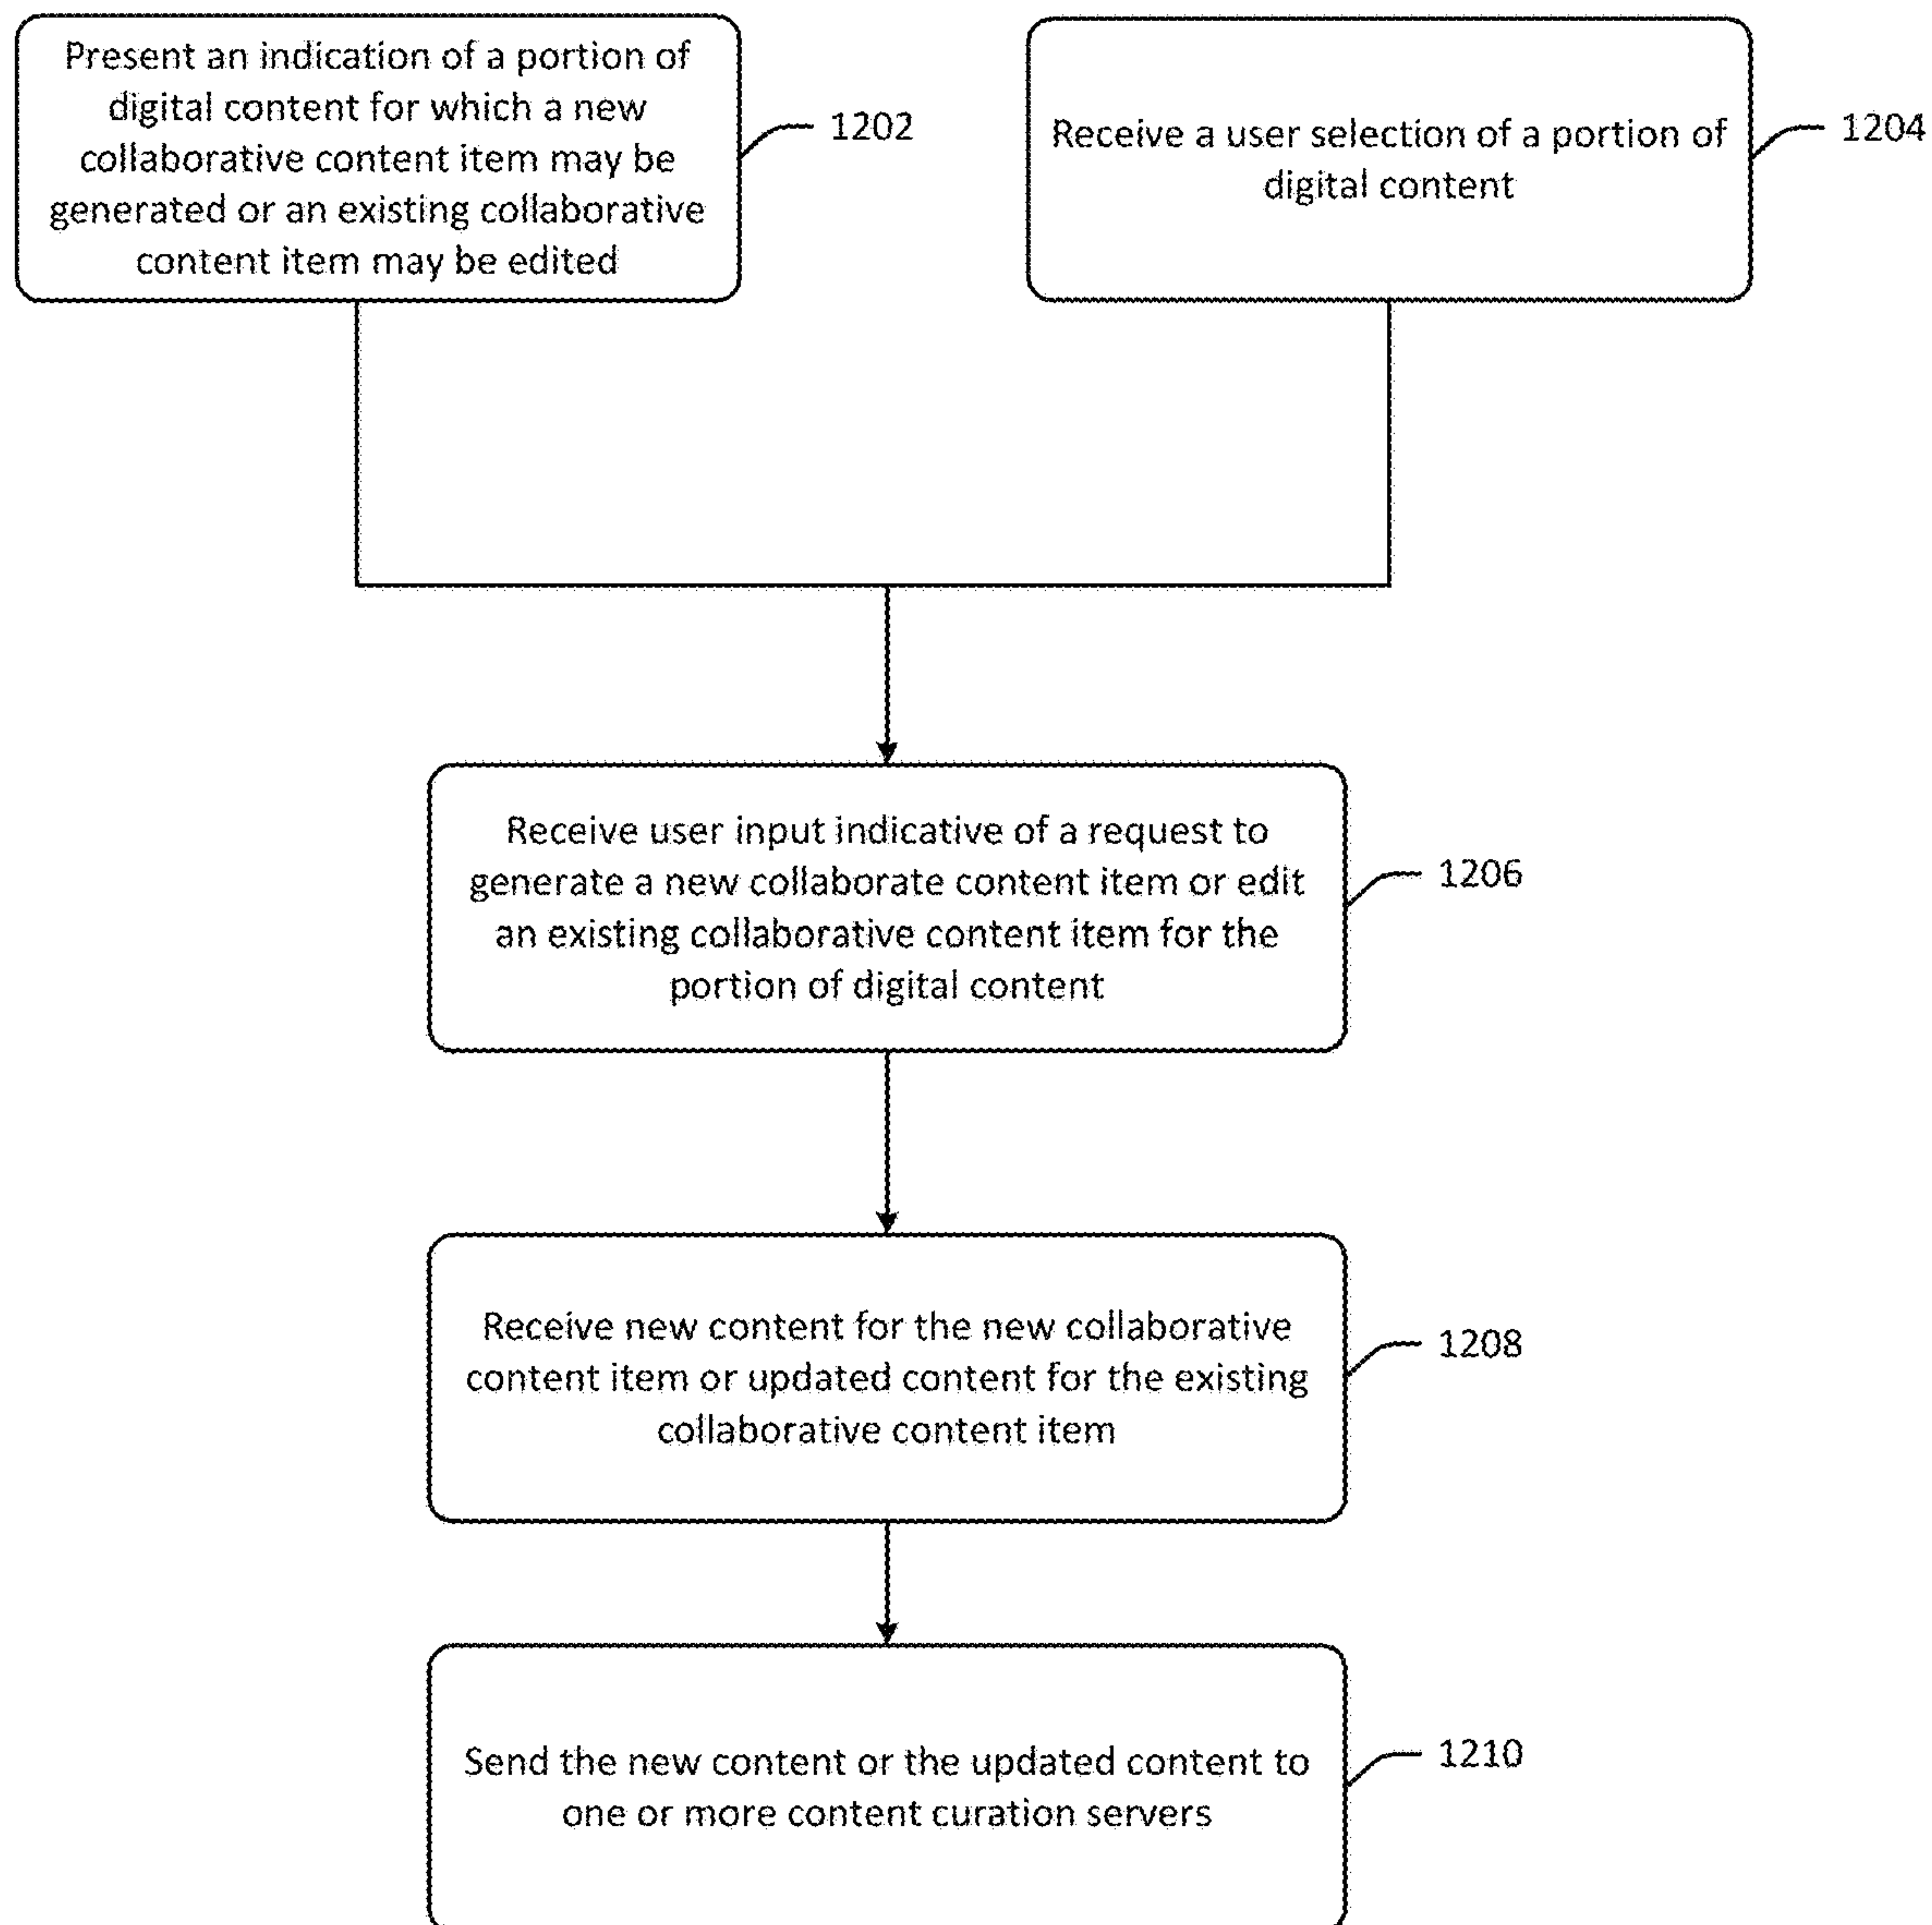 Present an indication of a portion of
digital content for which a new
collaborative content item may be
generated or an existing collaborative
content item may be edited
1202
Receive a user selection of a portion of
digital content
1204
Receive user input indicative of a request to
generate a new collaborate content item or edit
an existing collaborative content item for the
portion of digital content
1206
Receive new content for the new collaborative
content item or updated content for the existing
collaborative content item
1208
Send the new content or the updated content to
one or more content curation servers
1210